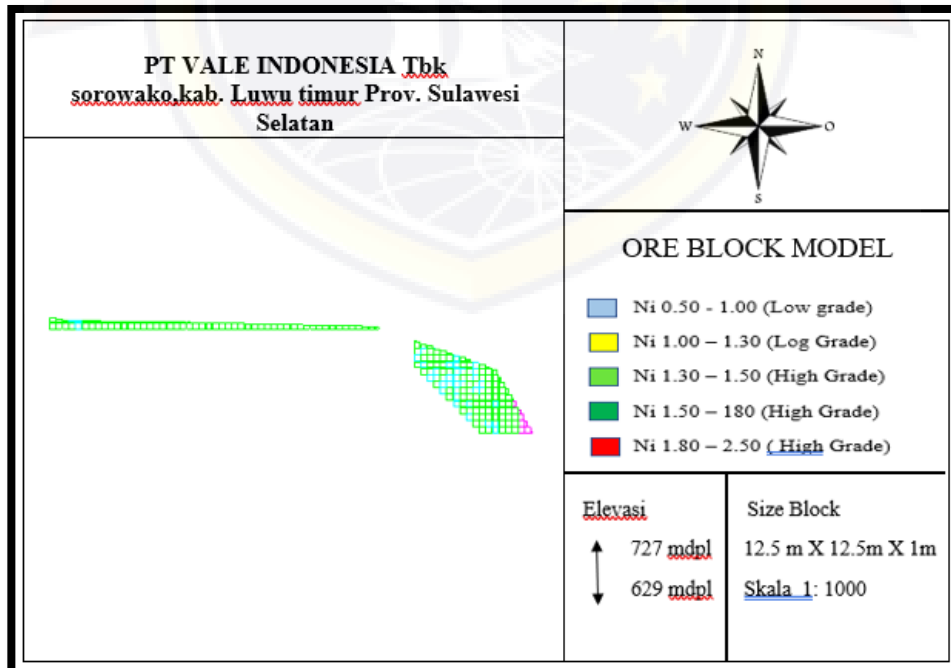 PT VALE INDONESIA Tbk
sorowako,kab. Luwu timur Prov. Sulawesi
Selatan
N
W
O
S
ORE BLOCK MODEL
Ni 0.50 - 1.00 (Low grade)
Ni 1.00 – 1.30 (Log Grade)
Ni 1.30 – 1.50 (High Grade)
Ni 1.50 – 180 (High Grade)
Ni 1.80 – 2.50 ( High Grade)
Elevasi
727 mdpl
629 mdpl
Size Block
12.5 m X 12.5m X 1m
Skala 1: 1000